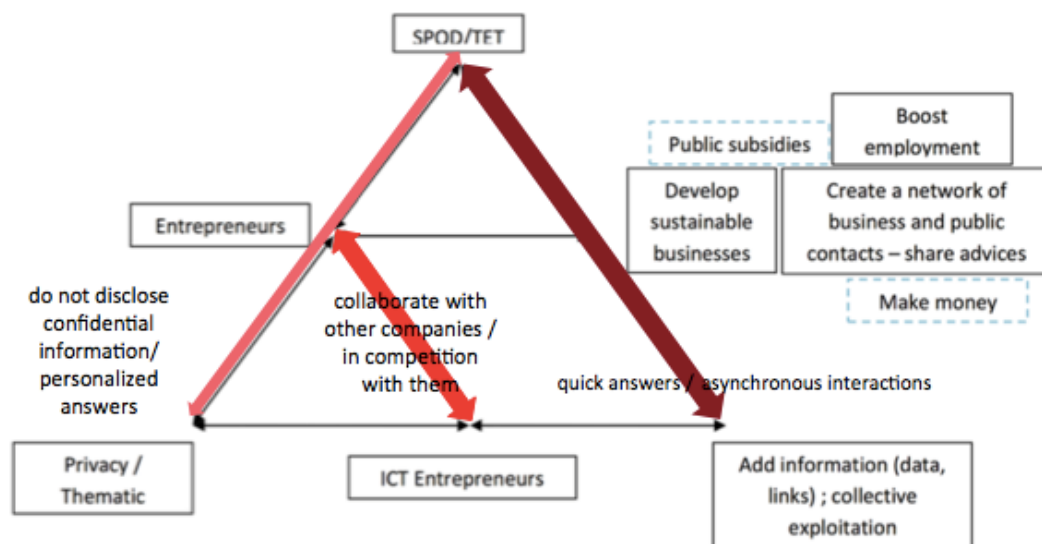 SPOD/TET
Boost
employment
Public subsidies
Entrepreneurs
Develop
sustainable
businesses
Create a network of
business and public
contacts – share advices
Make money
do not disclose
confidential
information/
personalized
answers
collaborate with
other companies /
in competition
with them
quick answers / asynchronous interactions
Privacy /
Thematic
ICT Entrepreneurs
Add information (data,
links) ; collective
exploitation